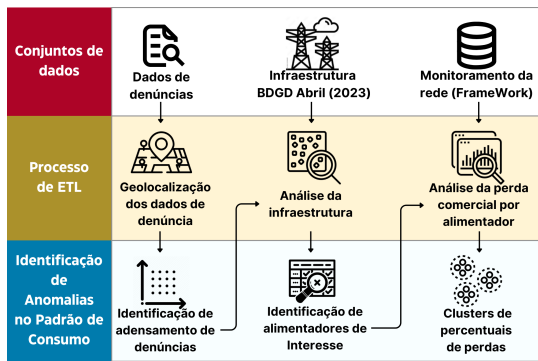 Conjuntos de
dados
Dados de
denúncias
Infraestrutura
BDGD Abril (2023)
Monitoramento da
rede (FrameWork)
Processo
de ETL
Geolocalização
dos dados de
denúncia
Análise da
infraestrutura
Análise da perda
comercial por
alimentador
Identificação
de
Anomalias
no Padrão de
Consumo
Identificação de
adensamento de
denúncias
Identificação de
alimentadores de
Interesse
Clusters de
percentuais
de perdas